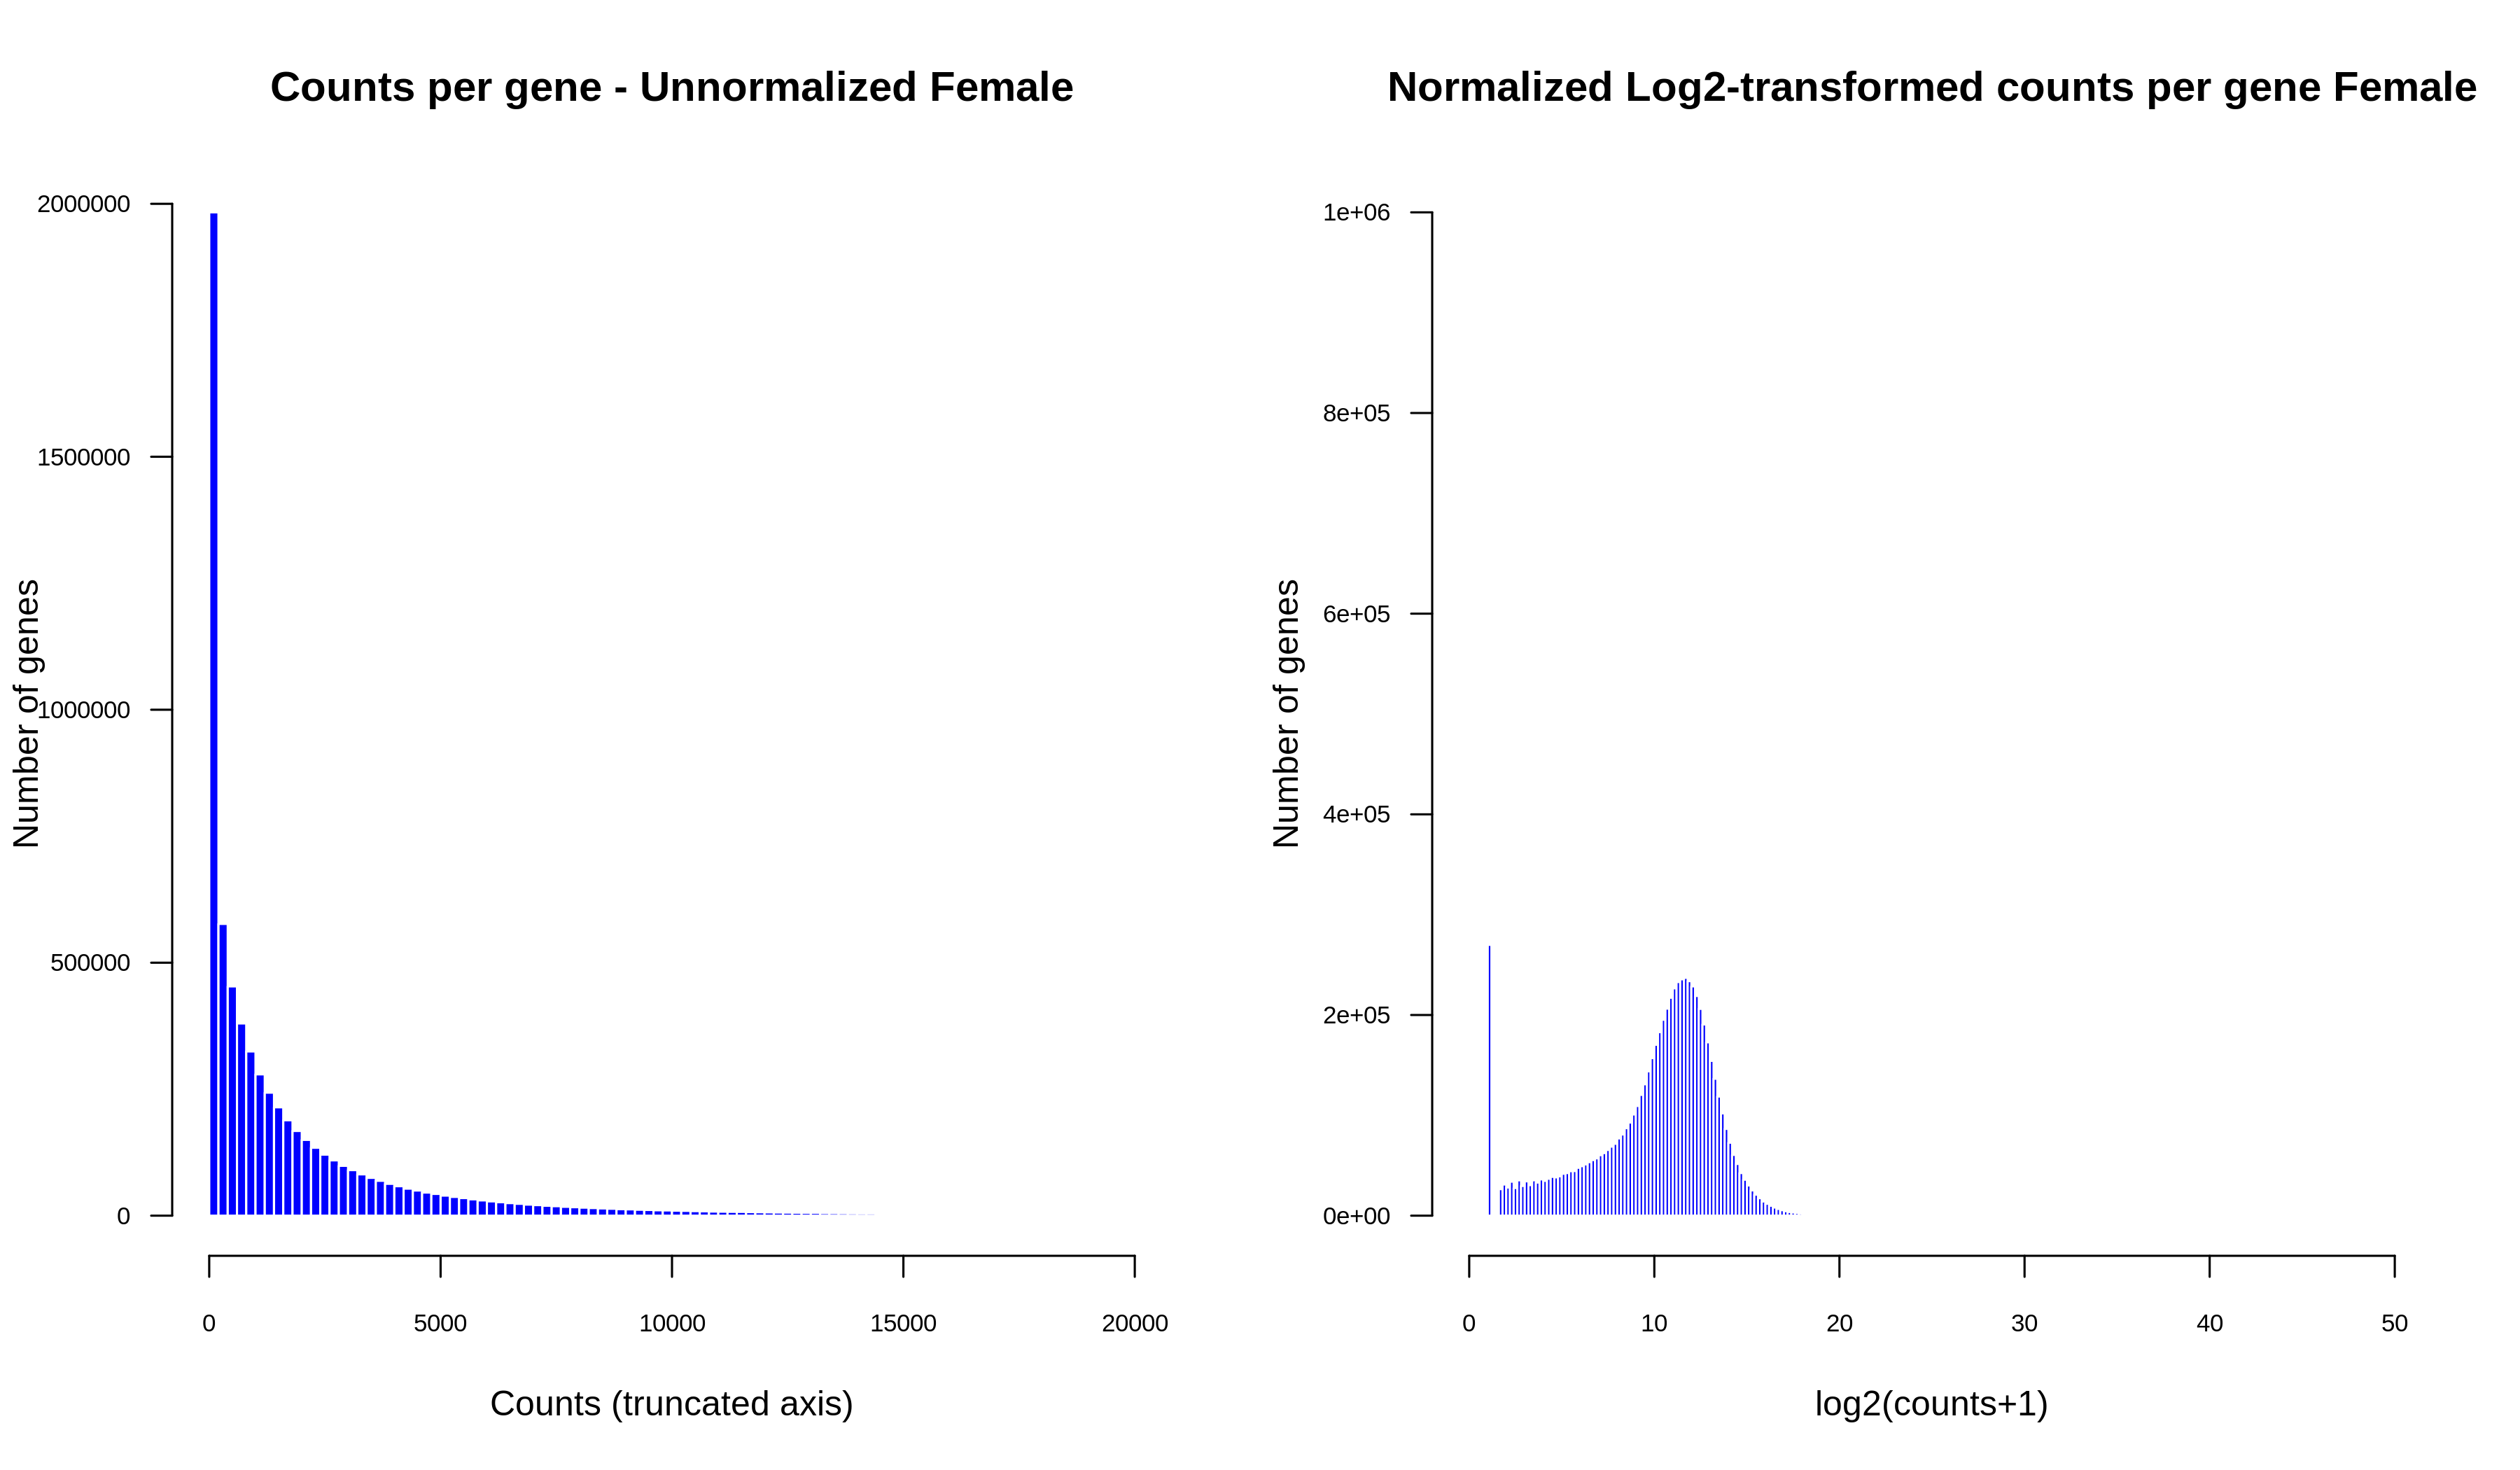 Counts per gene - Unnormalized Female
Number of genes
2000000
1500000
1000000
500000
0
0 5000 10000 15000 20000
Counts (truncated axis)
Normalized Log2-transformed counts per gene Female
Number of genes
1e+06
8e+05
6e+05
4e+05
2e+05
0e+00
0 10 20 30 40 50
log2(counts+1)